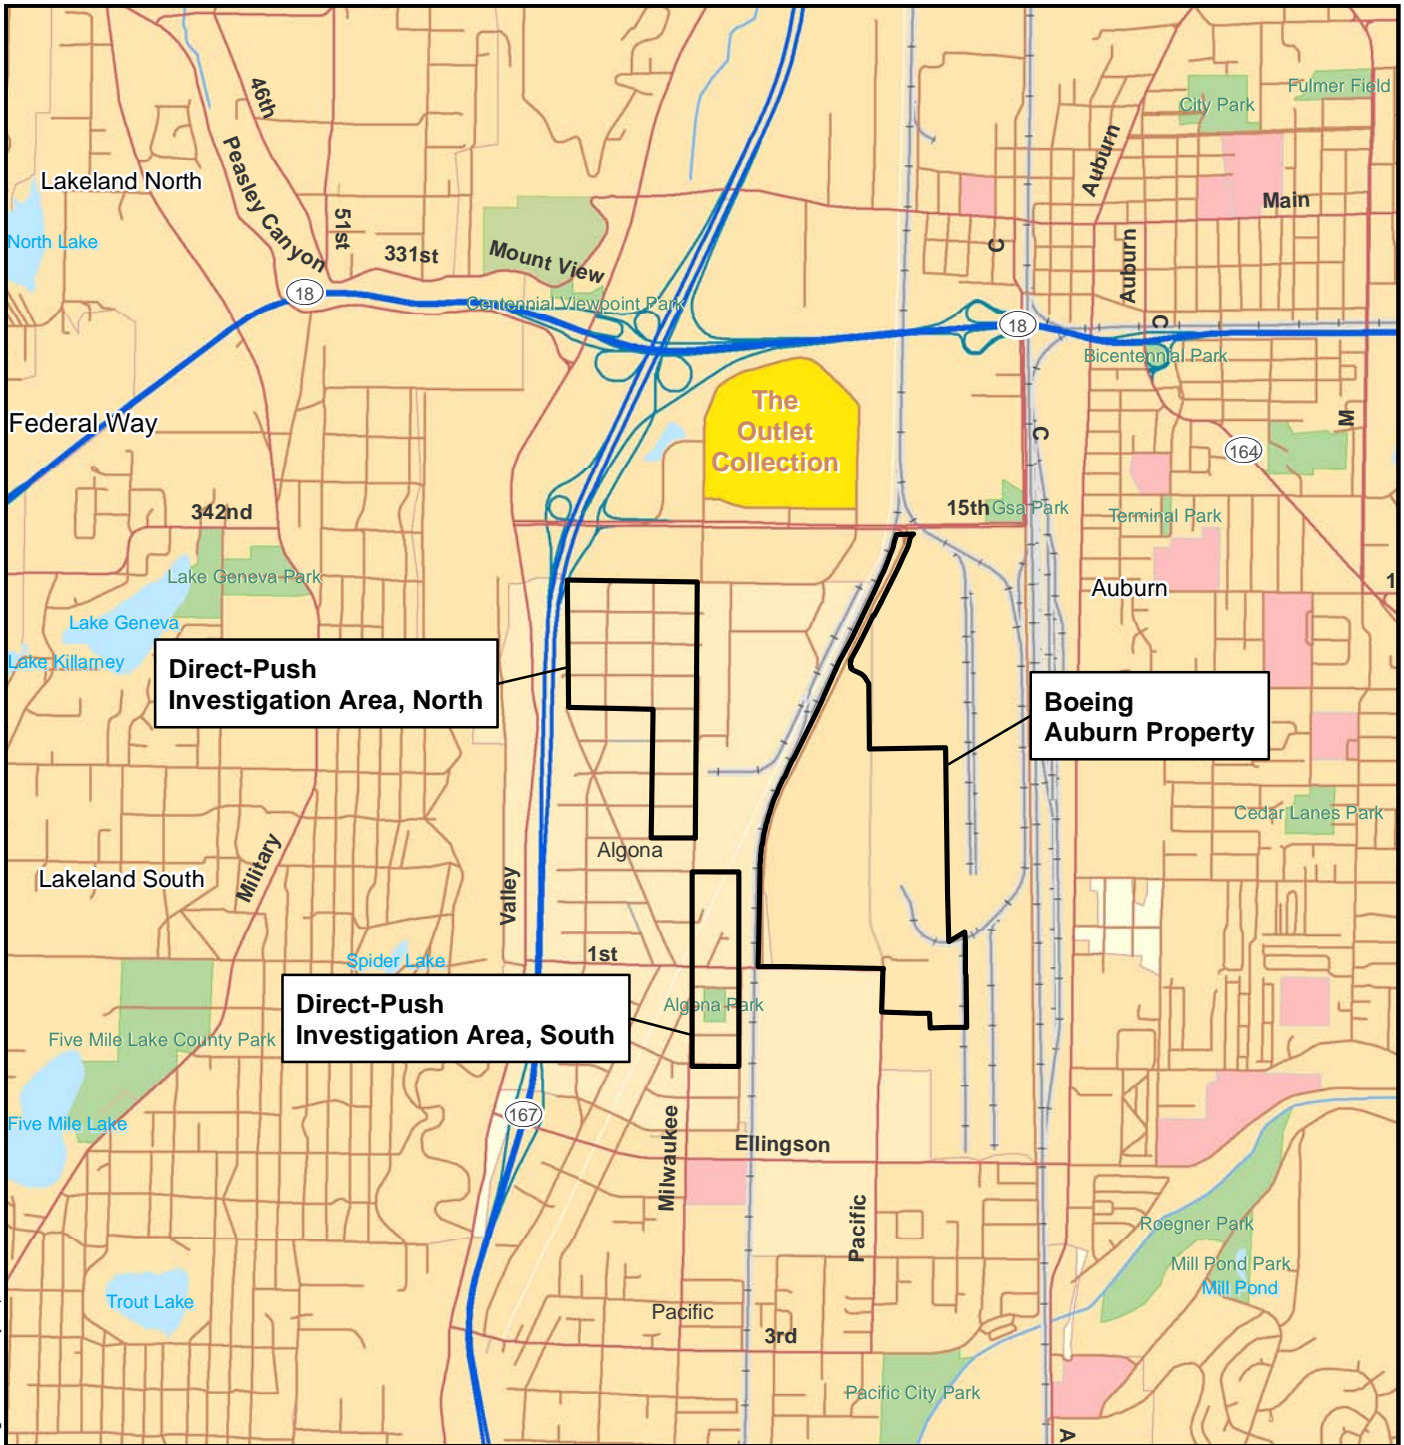 46th
Fulmer Field
City Park
Auburn
Peasley Canyon
Lakeland North
Main
51st
North Lake
331st
Mount View
C
Auburn
18
Centennial Viewpoint Park
18
C
Bicentennial Park
Federal Way
The
Outlet
Collection
M
C
164
342nd
15th
Gsa Park
Terminal Park
Lake Geneva Park
Auburn
1
Lake Geneva
Lake Killarney
Direct-Push
Investigation Area, North
Boeing
Auburn Property
Cedar Lanes Park
Algona
Military
Lakeland South
Valley
1st
Spider Lake
Direct-Push
Investigation Area, South
Algona Park
Five Mile Lake County Park
167
Five Mile Lake
Milwaukee
Ellingson
Pacific
Roegner Park
Mill Pond Park
Mill Pond
Trout Lake
Pacific
3rd
Pacific City Park
A